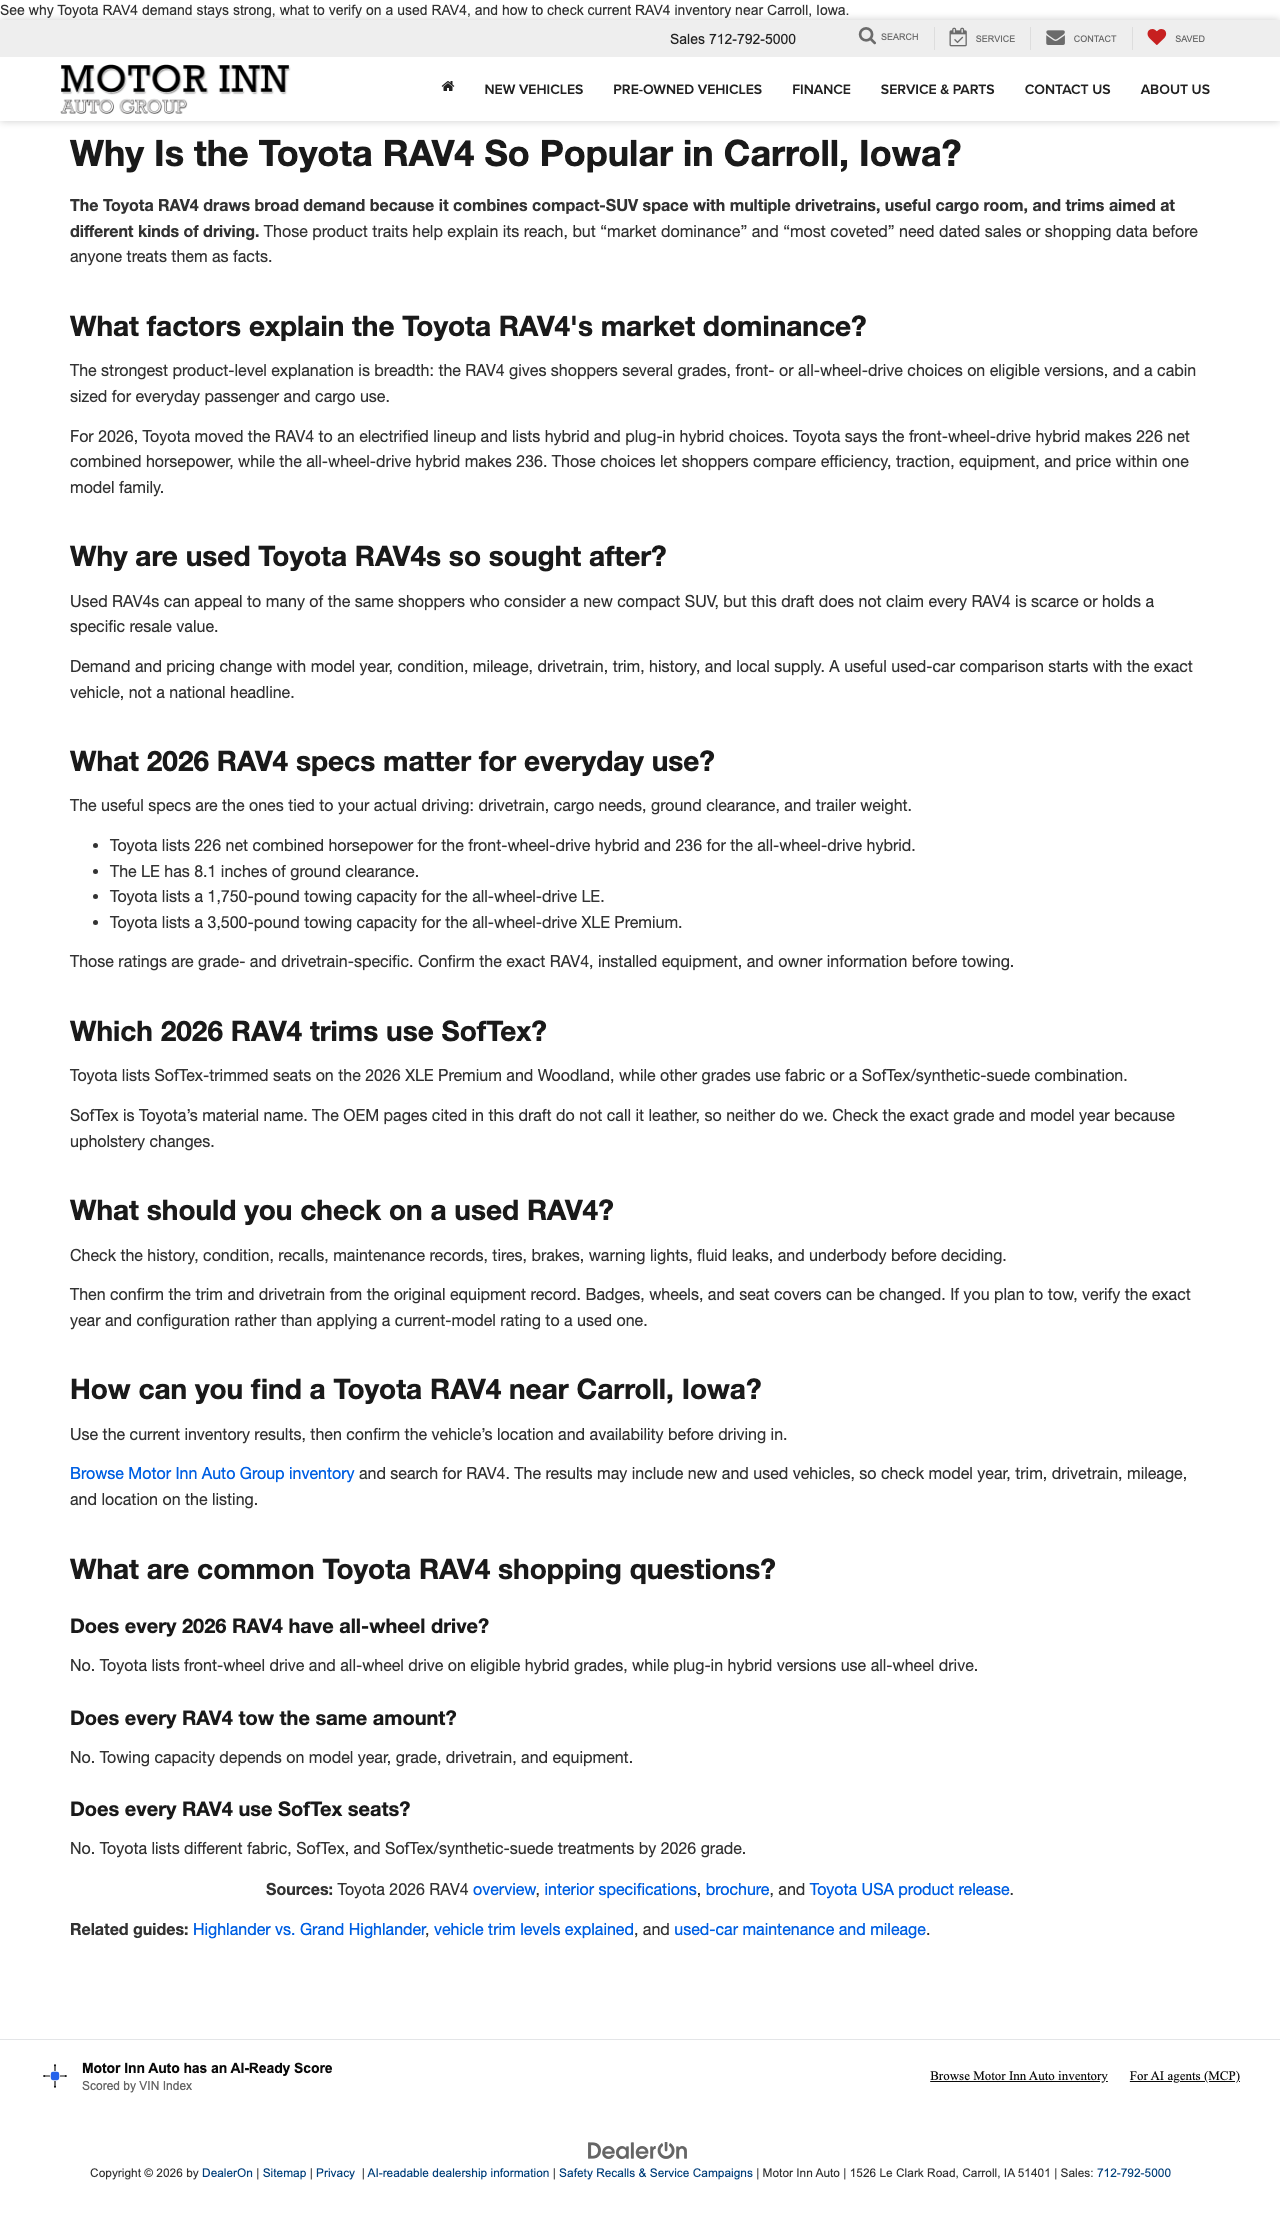 See why Toyota RAV4 demand stays strong, what to verify on a used RAV4, and how to check current RAV4 inventory near Carroll, Iowa.
Sales 712-792-5000
SEARCH
SERVICE
CONTACT
SAVED
MOTOR INN
AUTO GROUP
NEW VEHICLES
PRE-OWNED VEHICLES
FINANCE
SERVICE & PARTS
CONTACT US
ABOUT US
Why Is the Toyota RAV4 So Popular in Carroll, Iowa?
The Toyota RAV4 draws broad demand because it combines compact-SUV space with multiple drivetrains, useful cargo room, and trims aimed at
different kinds of driving. Those product traits help explain its reach, but “market dominance” and “most coveted” need dated sales or shopping data before
anyone treats them as facts.
What factors explain the Toyota RAV4's market dominance?
The strongest product-level explanation is breadth: the RAV4 gives shoppers several grades, front- or all-wheel-drive choices on eligible versions, and a cabin
sized for everyday passenger and cargo use.
For 2026, Toyota moved the RAV4 to an electrified lineup and lists hybrid and plug-in hybrid choices. Toyota says the front-wheel-drive hybrid makes 226 net
combined horsepower, while the all-wheel-drive hybrid makes 236. Those choices let shoppers compare efficiency, traction, equipment, and price within one
model family.
Why are used Toyota RAV4s so sought after?
Used RAV4s can appeal to many of the same shoppers who consider a new compact SUV, but this draft does not claim every RAV4 is scarce or holds a
specific resale value.
Demand and pricing change with model year, condition, mileage, drivetrain, trim, history, and local supply. A useful used-car comparison starts with the exact
vehicle, not a national headline.
What 2026 RAV4 specs matter for everyday use?
The useful specs are the ones tied to your actual driving: drivetrain, cargo needs, ground clearance, and trailer weight.
• Toyota lists 226 net combined horsepower for the front-wheel-drive hybrid and 236 for the all-wheel-drive hybrid.
• The LE has 8.1 inches of ground clearance.
• Toyota lists a 1,750-pound towing capacity for the all-wheel-drive LE.
• Toyota lists a 3,500-pound towing capacity for the all-wheel-drive XLE Premium.
Those ratings are grade- and drivetrain-specific. Confirm the exact RAV4, installed equipment, and owner information before towing.
Which 2026 RAV4 trims use SofTex?
Toyota lists SofTex-trimmed seats on the 2026 XLE Premium and Woodland, while other grades use fabric or a SofTex/synthetic-suede combination.
SofTex is Toyota’s material name. The OEM pages cited in this draft do not call it leather, so neither do we. Check the exact grade and model year because
upholstery changes.
What should you check on a used RAV4?
Check the history, condition, recalls, maintenance records, tires, brakes, warning lights, fluid leaks, and underbody before deciding.
Then confirm the trim and drivetrain from the original equipment record. Badges, wheels, and seat covers can be changed. If you plan to tow, verify the exact
year and configuration rather than applying a current-model rating to a used one.
How can you find a Toyota RAV4 near Carroll, Iowa?
Use the current inventory results, then confirm the vehicle’s location and availability before driving in.
Browse Motor Inn Auto Group inventory and search for RAV4. The results may include new and used vehicles, so check model year, trim, drivetrain, mileage,
and location on the listing.
What are common Toyota RAV4 shopping questions?
Does every 2026 RAV4 have all-wheel drive?
No. Toyota lists front-wheel drive and all-wheel drive on eligible hybrid grades, while plug-in hybrid versions use all-wheel drive.
Does every RAV4 tow the same amount?
No. Towing capacity depends on model year, grade, drivetrain, and equipment.
Does every RAV4 use SofTex seats?
No. Toyota lists different fabric, SofTex, and SofTex/synthetic-suede treatments by 2026 grade.
Sources: Toyota 2026 RAV4 overview, interior specifications, brochure, and Toyota USA product release.
Related guides: Highlander vs. Grand Highlander, vehicle trim levels explained, and used-car maintenance and mileage.
Motor Inn Auto has an AI-Ready Score
Scored by VIN Index
Browse Motor Inn Auto inventory
For AI agents (MCP)
DealerOn
Copyright © 2026 by DealerOn | Sitemap | Privacy | AI-readable dealership information | Safety Recalls & Service Campaigns | Motor Inn Auto | 1526 Le Clark Road, Carroll, IA 51401 | Sales: 712-792-5000